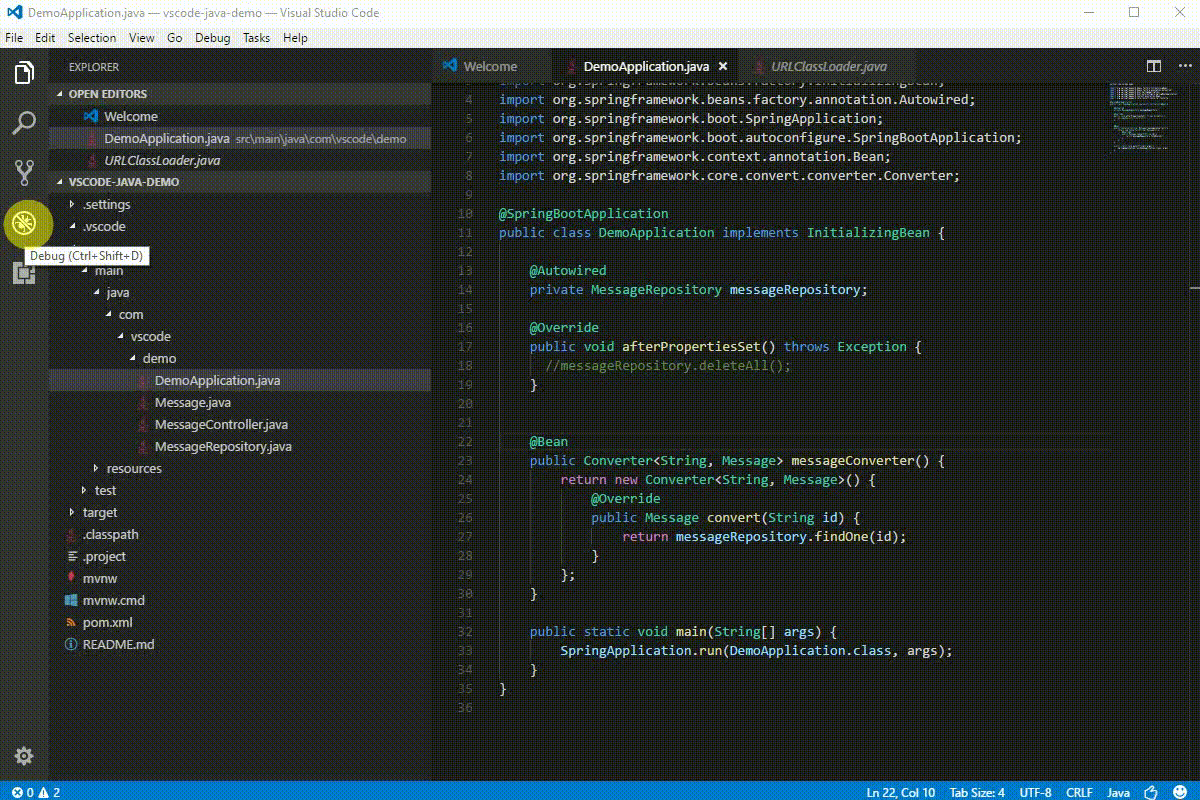 DemoApplication.java — vscode-java-demo — Visual Studio Code
File Edit Selection View Go Debug Tasks Help
EXPLORER
OPEN EDITORS
Welcome
DemoApplication.java src\main\java\com\vscode\demo
URLClassLoader.java
VSCODE-JAVA-DEMO
.settings
.vscode
Debug (Ctrl+Shift+D)
main
java
com
vscode
demo
DemoApplication.java
Message.java
MessageController.java
MessageRepository.java
resources
test
target
.classpath
.project
mvnw
mvnw.cmd
pom.xml
README.md
Welcome DemoApplication.java URLClassLoader.java
4 import org.springframework.beans.factory.annotation.Autowired;
5 import org.springframework.boot.SpringApplication;
6 import org.springframework.boot.autoconfigure.SpringBootApplication;
7 import org.springframework.context.annotation.Bean;
8 import org.springframework.core.convert.converter.Converter;
9
10 @SpringBootApplication
11 public class DemoApplication implements InitializingBean {
12
13 @Autowired
14 private MessageRepository messageRepository;
15
16 @Override
17 public void afterPropertiesSet() throws Exception {
18 //messageRepository.deleteAll();
19 }
20
21
22 @Bean
23 public Converter<String, Message> messageConverter() {
24 return new Converter<String, Message>() {
25 @Override
26 public Message convert(String id) {
27 return messageRepository.findOne(id);
28 }
29 };
30 }
31
32 public static void main(String[] args) {
33 SpringApplication.run(DemoApplication.class, args);
34 }
35 }
36
0 2 Ln 22, Col 10 Tab Size: 4 UTF-8 CRLF Java